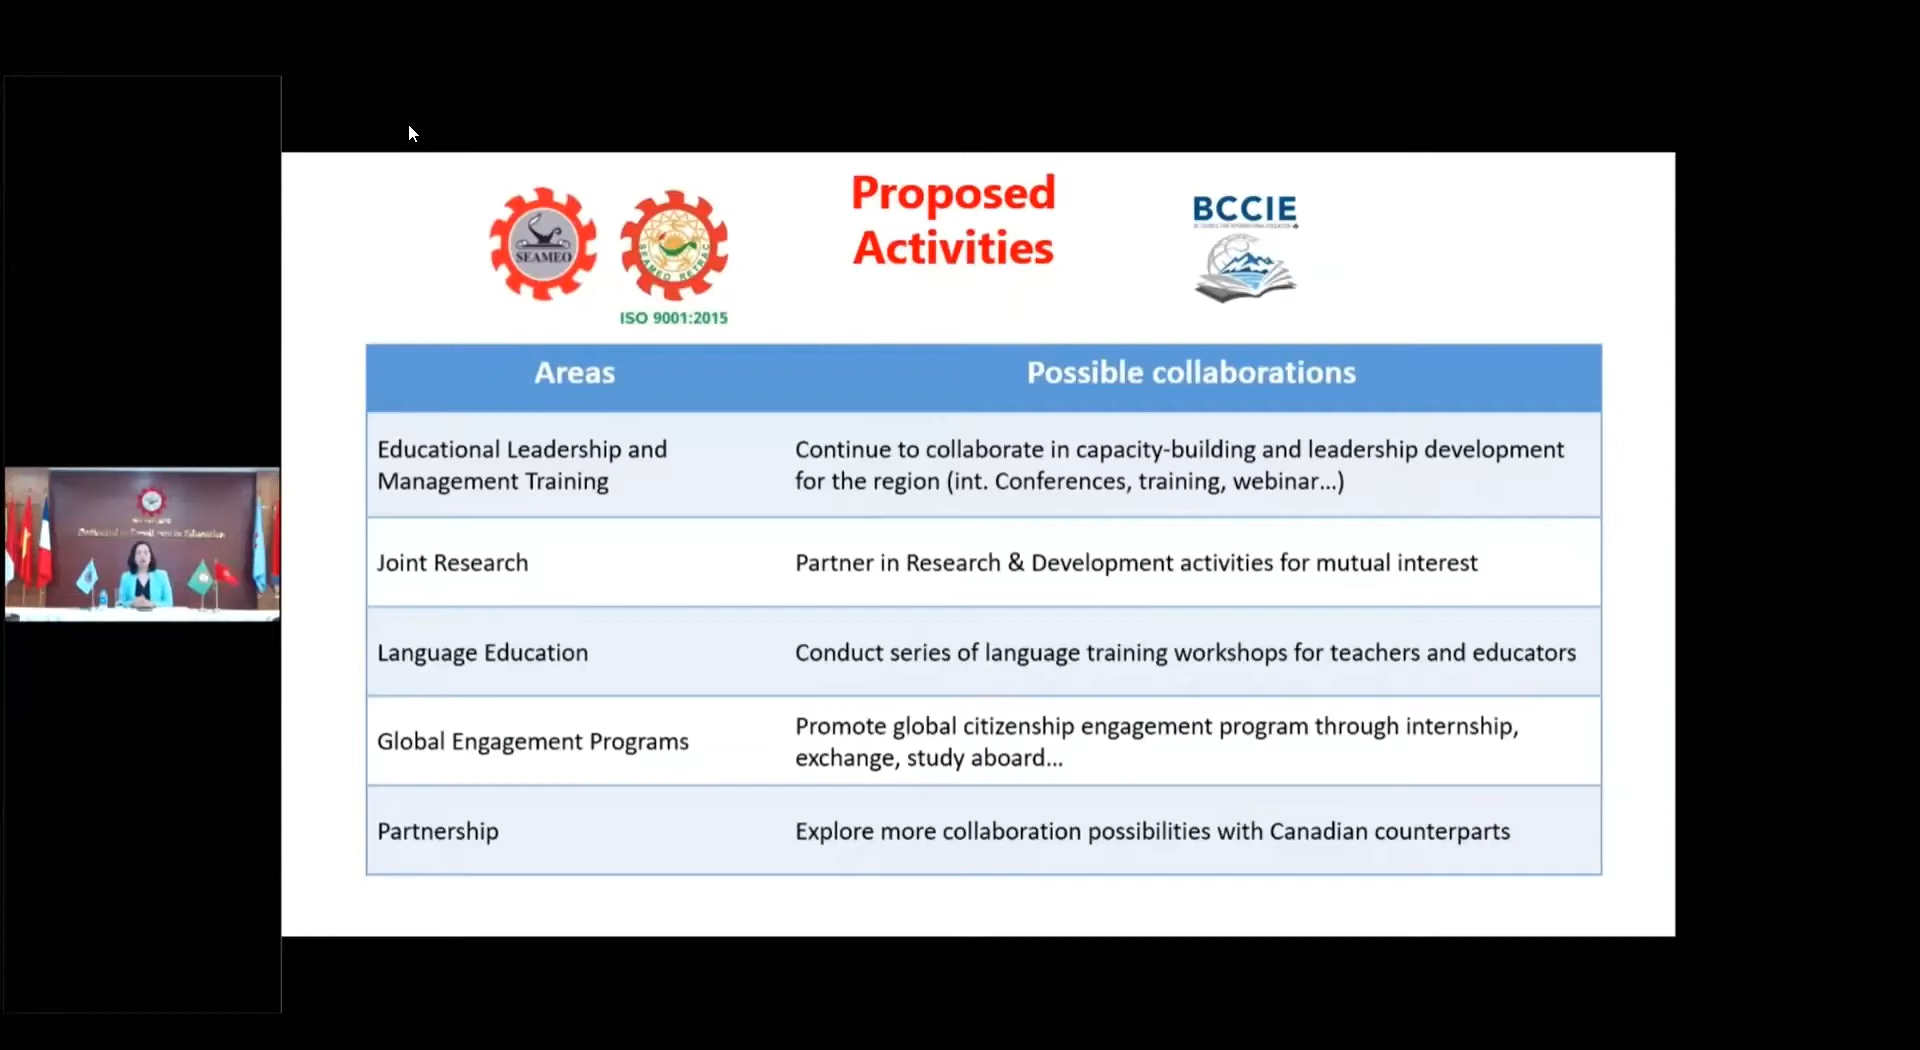 SEAMEO
SEAMEO RETRAC
ISO 9001:2015
Proposed
Activities
BCCIE
Areas
Possible collaborations
Educational Leadership and
Management Training
Continue to collaborate in capacity-building and leadership development
for the region (int. Conferences, training, webinar...)
Joint Research
Partner in Research & Development activities for mutual interest
Language Education
Conduct series of language training workshops for teachers and educators
Global Engagement Programs
Promote global citizenship engagement program through internship,
exchange, study aboard...
Partnership
Explore more collaboration possibilities with Canadian counterparts